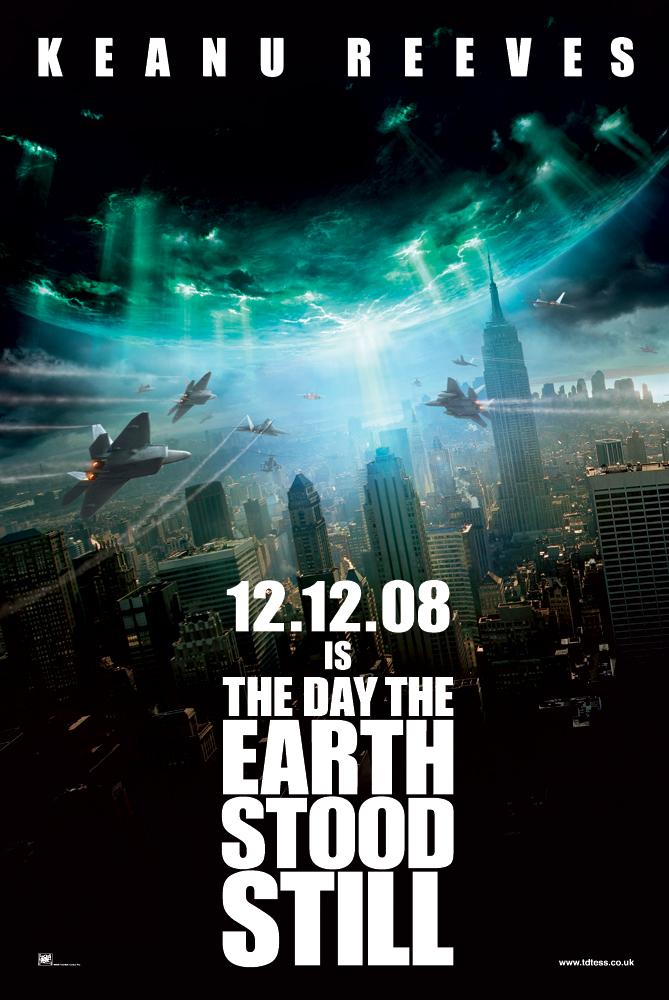 KEANU REEVES
12.12.08
IS
THE DAY THE
EARTH
STOOD
STILL
www.tdtess.co.uk